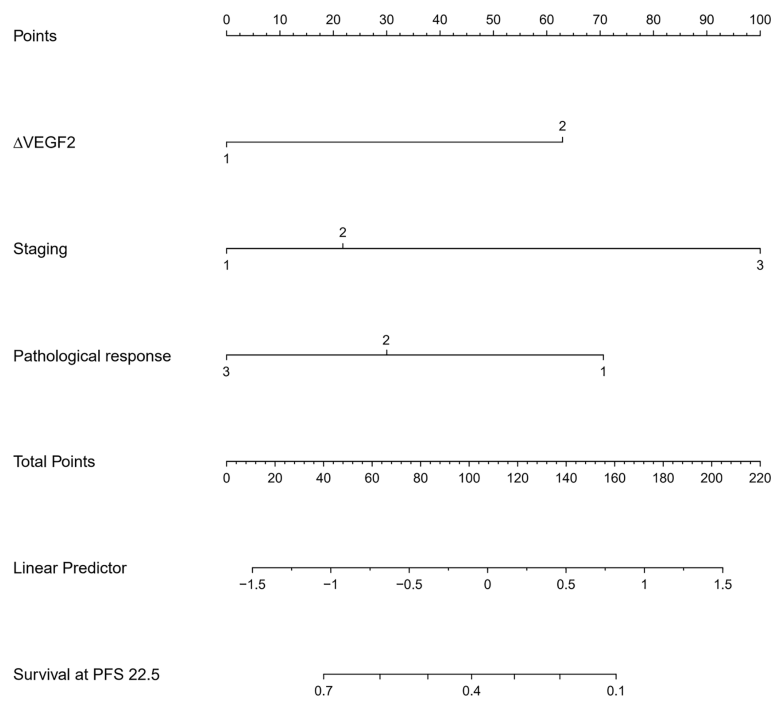 0 10 20 30 40 50 60 70 80 90 100
Points
2
ΔVEGF2
1
2
Staging
1 3
2
Pathological response
3 1
Total Points
0 20 40 60 80 100 120 140 160 180 200 220
Linear Predictor
−1.5 −1 −0.5 0 0.5 1 1.5
Survival at PFS 22.5
0.7 0.4 0.1